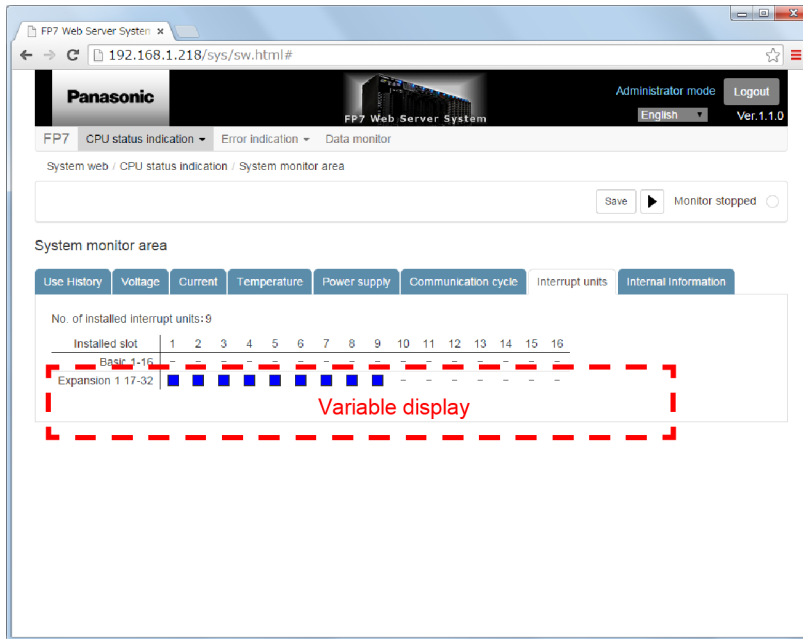 FP7 Web Server System
192.168.1.218/sys/sw.html#
Panasonic
FP7 Web Server System
Administrator mode Logout
English Ver.1.1.0
FP7 CPU status indication Error indication Data monitor
System web / CPU status indication / System monitor area
Save Monitor stopped
System monitor area
Use History Voltage Current Temperature Power supply Communication cycle Interrupt units Internal Information
No. of installed interrupt units:9
Installed slot 1 2 3 4 5 6 7 8 9 10 11 12 13 14 15 16
Basic 1-16 - - - - - - - - - - - - - - - -
Expansion 1 17-32 - - - - - - -
Variable display